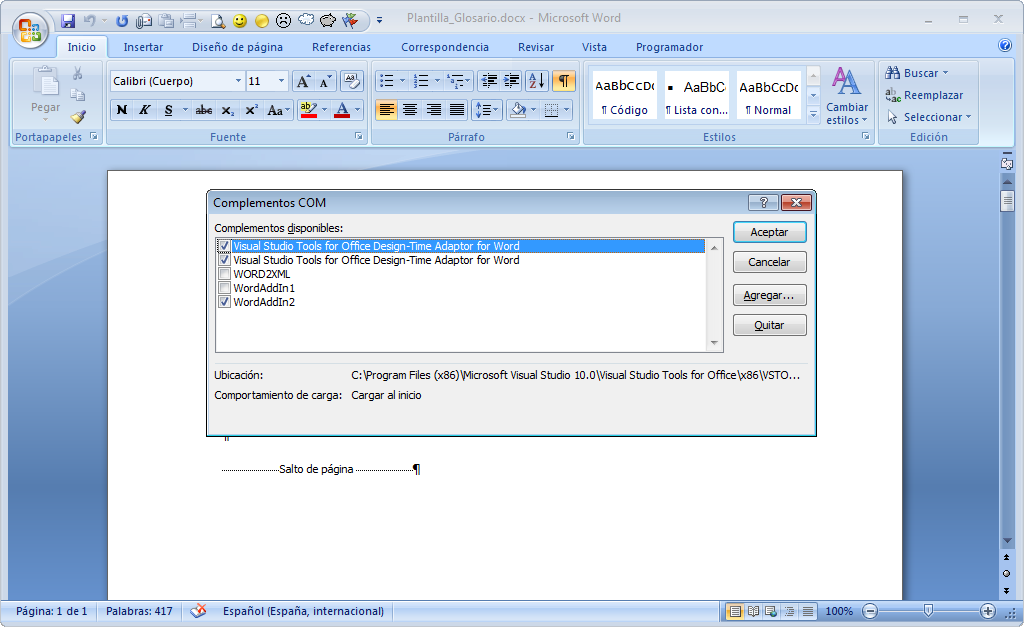 Plantilla_Glosario.docx - Microsoft Word
Inicio Insertar Diseño de página Referencias Correspondencia Revisar Vista Programador
Pegar
Portapapeles
Calibri (Cuerpo) 11
N K S abc x₂ x² Aa
Fuente
Párrafo
AaBbCcDc AaBbC AaBbCcDc
¶ Código ¶ Lista con... ¶ Normal
Cambiar
estilos
Estilos
Buscar
Reemplazar
Seleccionar
Edición
Complementos COM
Complementos disponibles:
Visual Studio Tools for Office Design-Time Adaptor for Word
Visual Studio Tools for Office Design-Time Adaptor for Word
WORD2XML
WordAddIn1
WordAddIn2
Aceptar
Cancelar
Agregar...
Quitar
Ubicación: C:\Program Files (x86)\Microsoft Visual Studio 10.0\Visual Studio Tools for Office\x86\VSTO...
Comportamiento de carga: Cargar al inicio
Salto de página ¶
Página: 1 de 1 Palabras: 417 Español (España, internacional) 100%